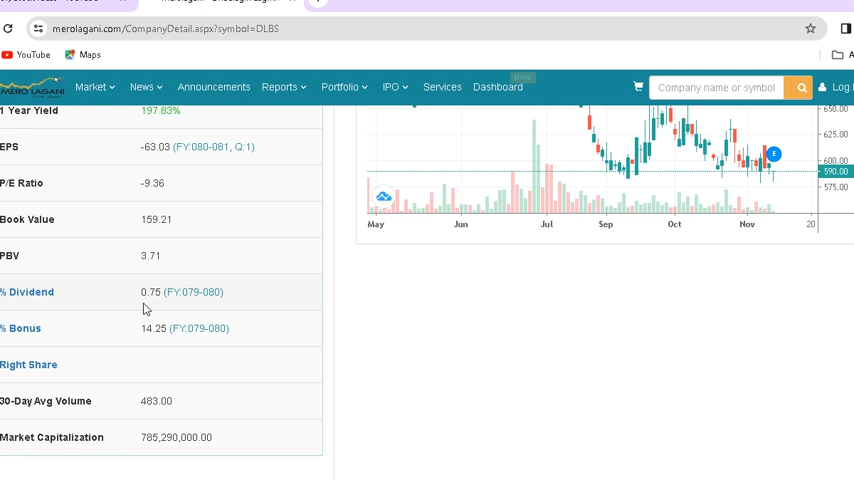 merolagani.com/CompanyDetail.aspx?symbol=DLBS
YouTube
Maps
MERO LAGANI
Market
News
Announcements
Reports
Portfolio
IPO
Services
Dashboard
Beta
Company name or symbol
Log
1 Year Yield 197.83%
EPS -63.03 (FY:080-081, Q:1)
P/E Ratio -9.36
Book Value 159.21
PBV 3.71
% Dividend 0.75 (FY:079-080)
% Bonus 14.25 (FY:079-080)
Right Share
30-Day Avg Volume 483.00
Market Capitalization 785,290,000.00
650.00
625.00
600.00
590.00
575.00
E
May Jun Jul Sep Oct Nov 20